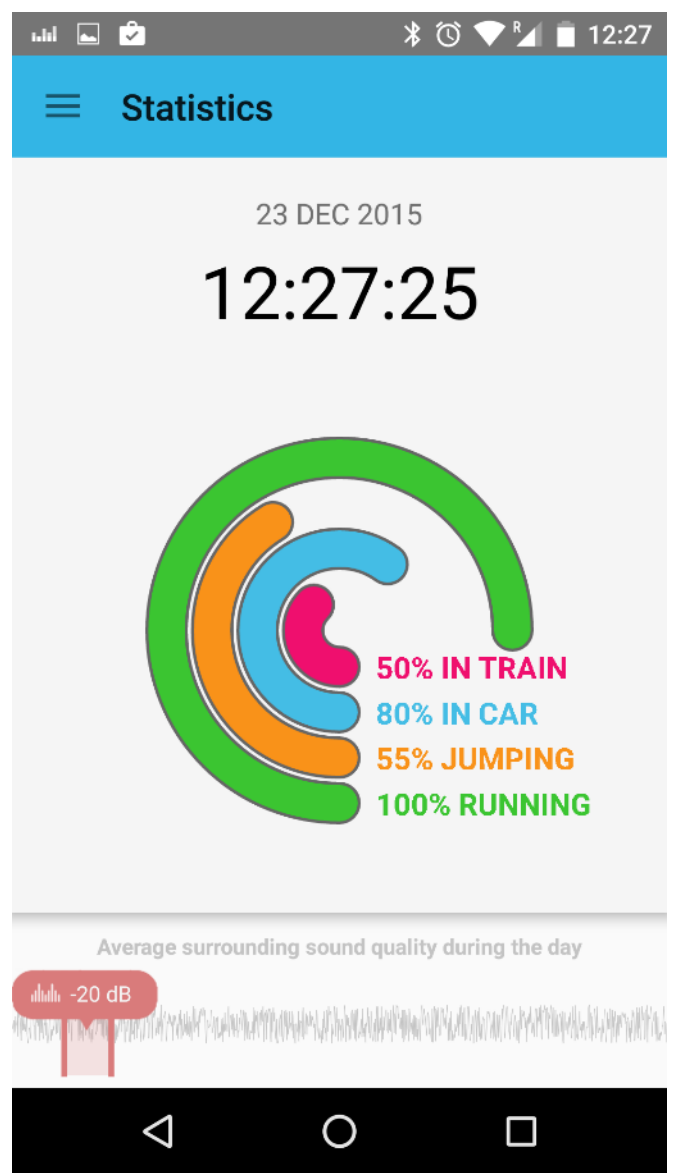 R
12:27
Statistics
23 DEC 2015
12:27:25
50% IN TRAIN
80% IN CAR
55% JUMPING
100% RUNNING
Average surrounding sound quality during the day
-20 dB